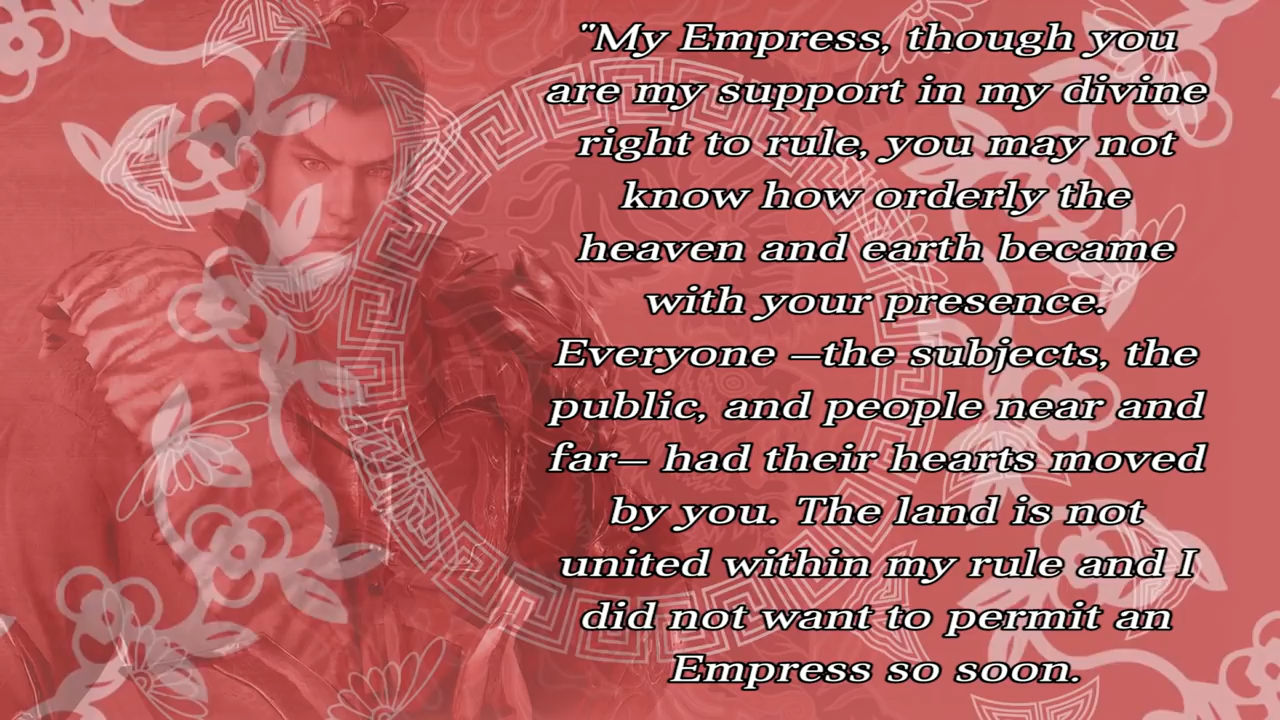 "My Empress, though you
are my support in my divine
right to rule, you may not
know how orderly the
heaven and earth became
with your presence.
Everyone –the subjects, the
public, and people near and
far– had their hearts moved
by you. The land is not
united within my rule and I
did not want to permit an
Empress so soon.